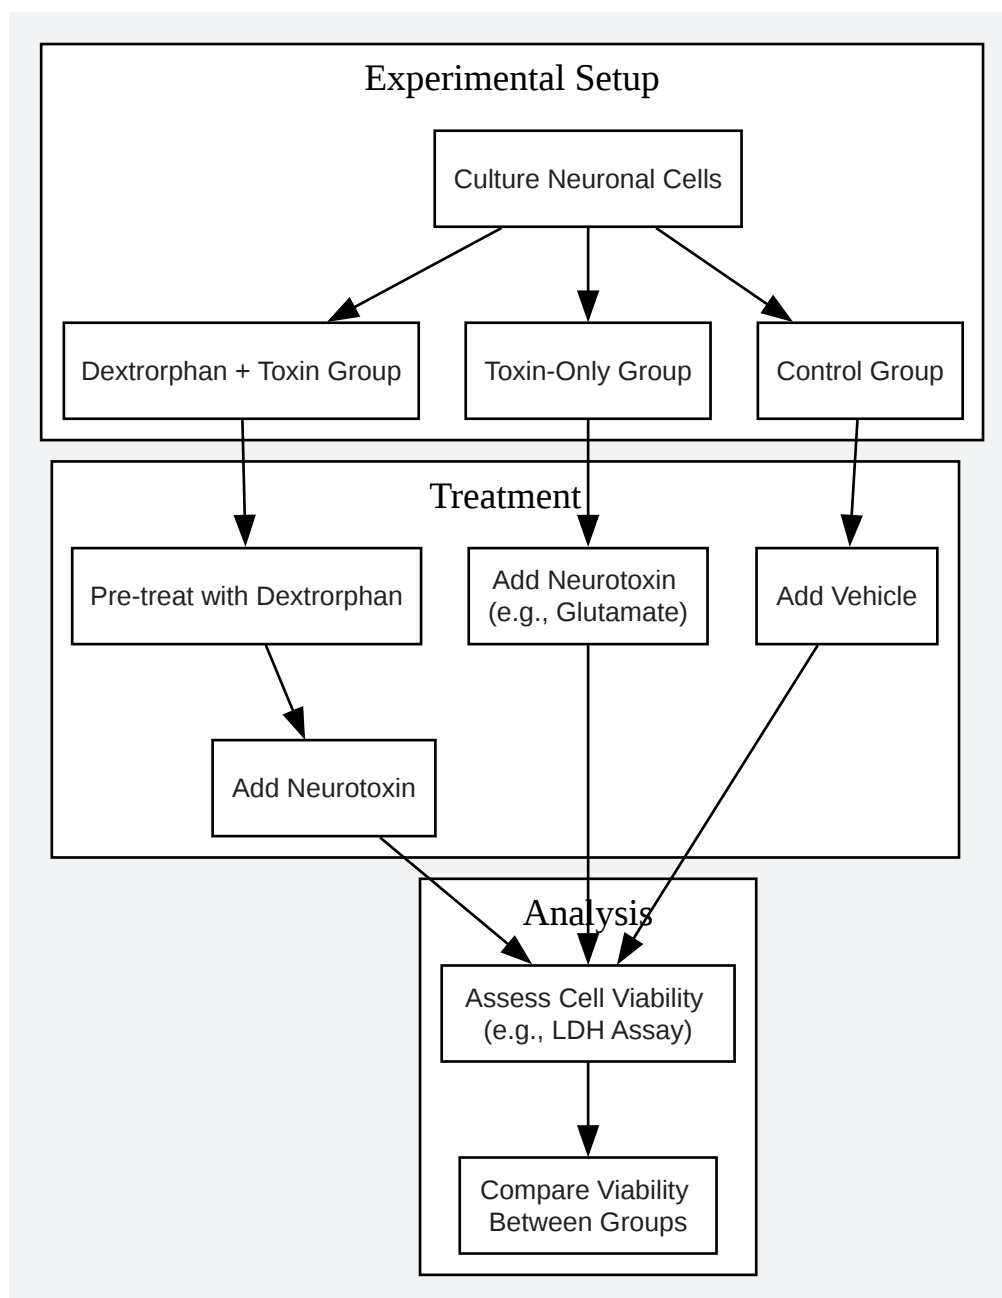 Experimental Setup
Culture Neuronal Cells
Dextrorphan + Toxin Group
Toxin-Only Group
Control Group
Treatment
Pre-treat with Dextrorphan
Add Neurotoxin
(e.g., Glutamate)
Add Vehicle
Add Neurotoxin
Analysis
Assess Cell Viability
(e.g., LDH Assay)
Compare Viability
Between Groups